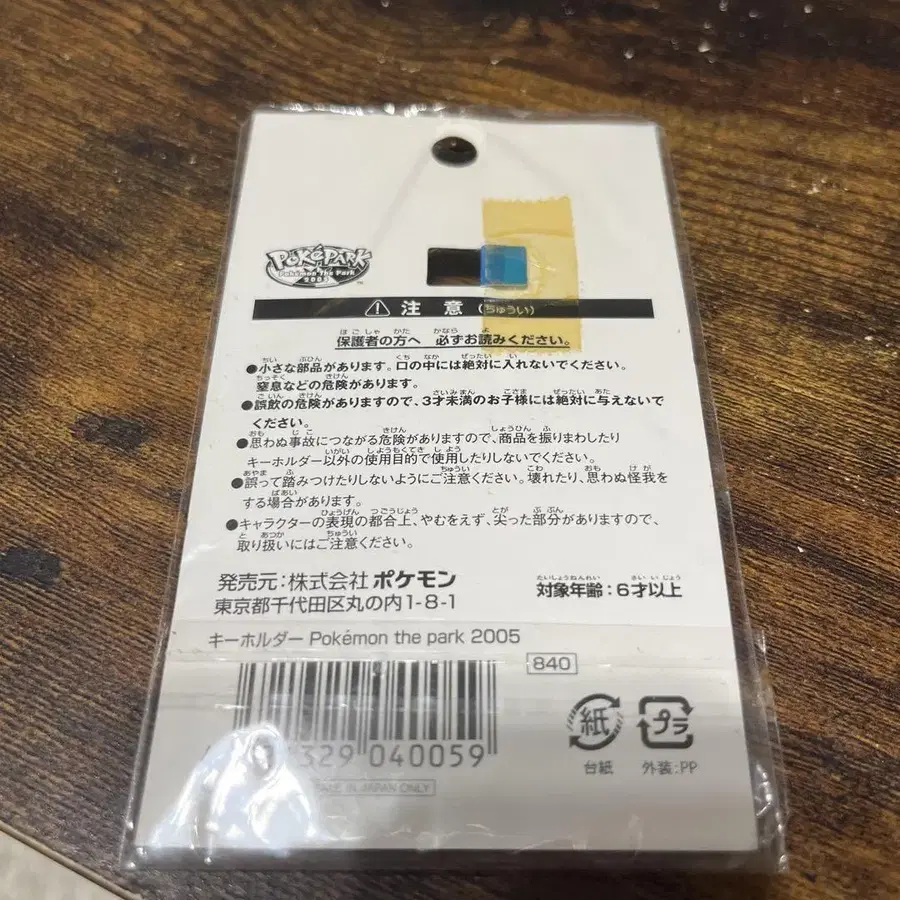 POKéPARK
Pokémon The Park
2005
TM
注意(ちゅうい)
保護者の方へ 必ずお読みください。
●小さな部品があります。口の中には絶対に入れないでください。
窒息などの危険があります。
●誤飲の危険がありますので、3才未満のお子様には絶対に与えないで
ください。
●思わぬ事故につながる危険がありますので、商品を振りまわしたり
キーホルダー以外の使用目的で使用したりしないでください。
●誤って踏みつけたりしないようにご注意ください。壊れたり、思わぬ怪我を
する場合があります。
●キャラクターの表現の都合上、やむをえず、尖った部分がありますので、
取り扱いにはご注意ください。
発売元:株式会社 ポケモン
東京都千代田区丸の内1-8-1
対象年齢:6才以上
キーホルダー Pokémon the park 2005
840
329 040059
IN JAPAN ONLY
紙
台紙
プラ
外装:PP